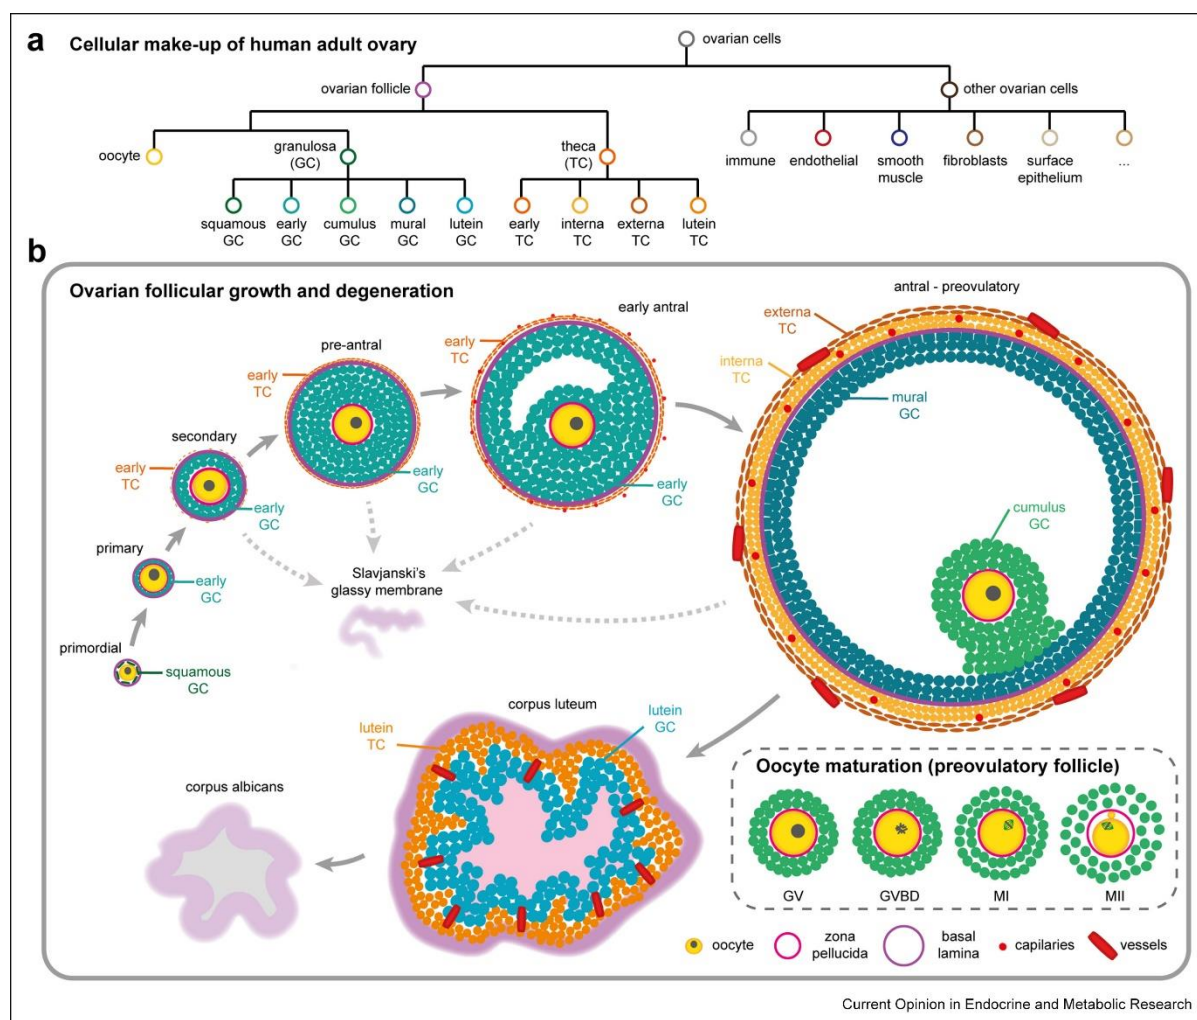 a Cellular make-up of human adult ovary
ovarian cells
ovarian follicle
other ovarian cells
oocyte
granulosa
(GC)
theca
(TC)
immune
endothelial
smooth
muscle
fibroblasts
surface
epithelium
...
squamous
GC
early
GC
cumulus
GC
mural
GC
lutein
GC
early
TC
interna
TC
externa
TC
lutein
TC
b
Ovarian follicular growth and degeneration
primordial
squamous
GC
primary
early
GC
secondary
early
TC
early
GC
pre-antral
early
TC
early
GC
early antral
early
TC
early
GC
antral - preovulatory
externa
TC
interna
TC
mural
GC
cumulus
GC
Slavjanski's
glassy membrane
corpus luteum
lutein
TC
lutein
GC
corpus albicans
Oocyte maturation (preovulatory follicle)
GV
GVBD
MI
MII
oocyte
zona
pellucida
basal
lamina
capilaries
vessels
Current Opinion in Endocrine and Metabolic Research